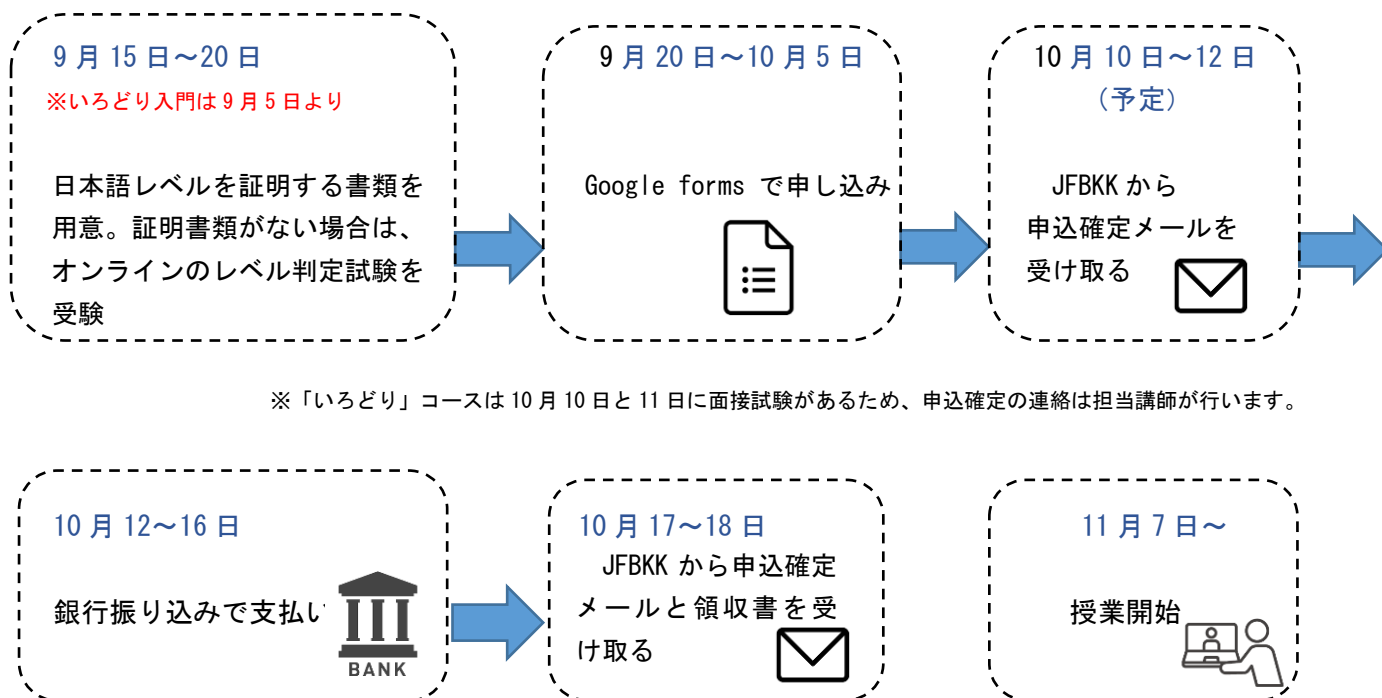 9月15日～20日
※いろどり入門は9月5日より
日本語レベルを証明する書類を
用意。証明書類がない場合は、
オンラインのレベル判定試験を
受験
9月20日～10月5日
Google forms で申し込み
10月10日～12日
(予定)
JFBKK から
申込確定メールを
受け取る
※「いろどり」コースは10月10日と11日に面接試験があるため、申込確定の連絡は担当講師が行います。
10月12～16日
銀行振り込みで支払い
BANK
10月17～18日
JFBKK から申込確定
メールと領収書を受
け取る
11月7日～
授業開始